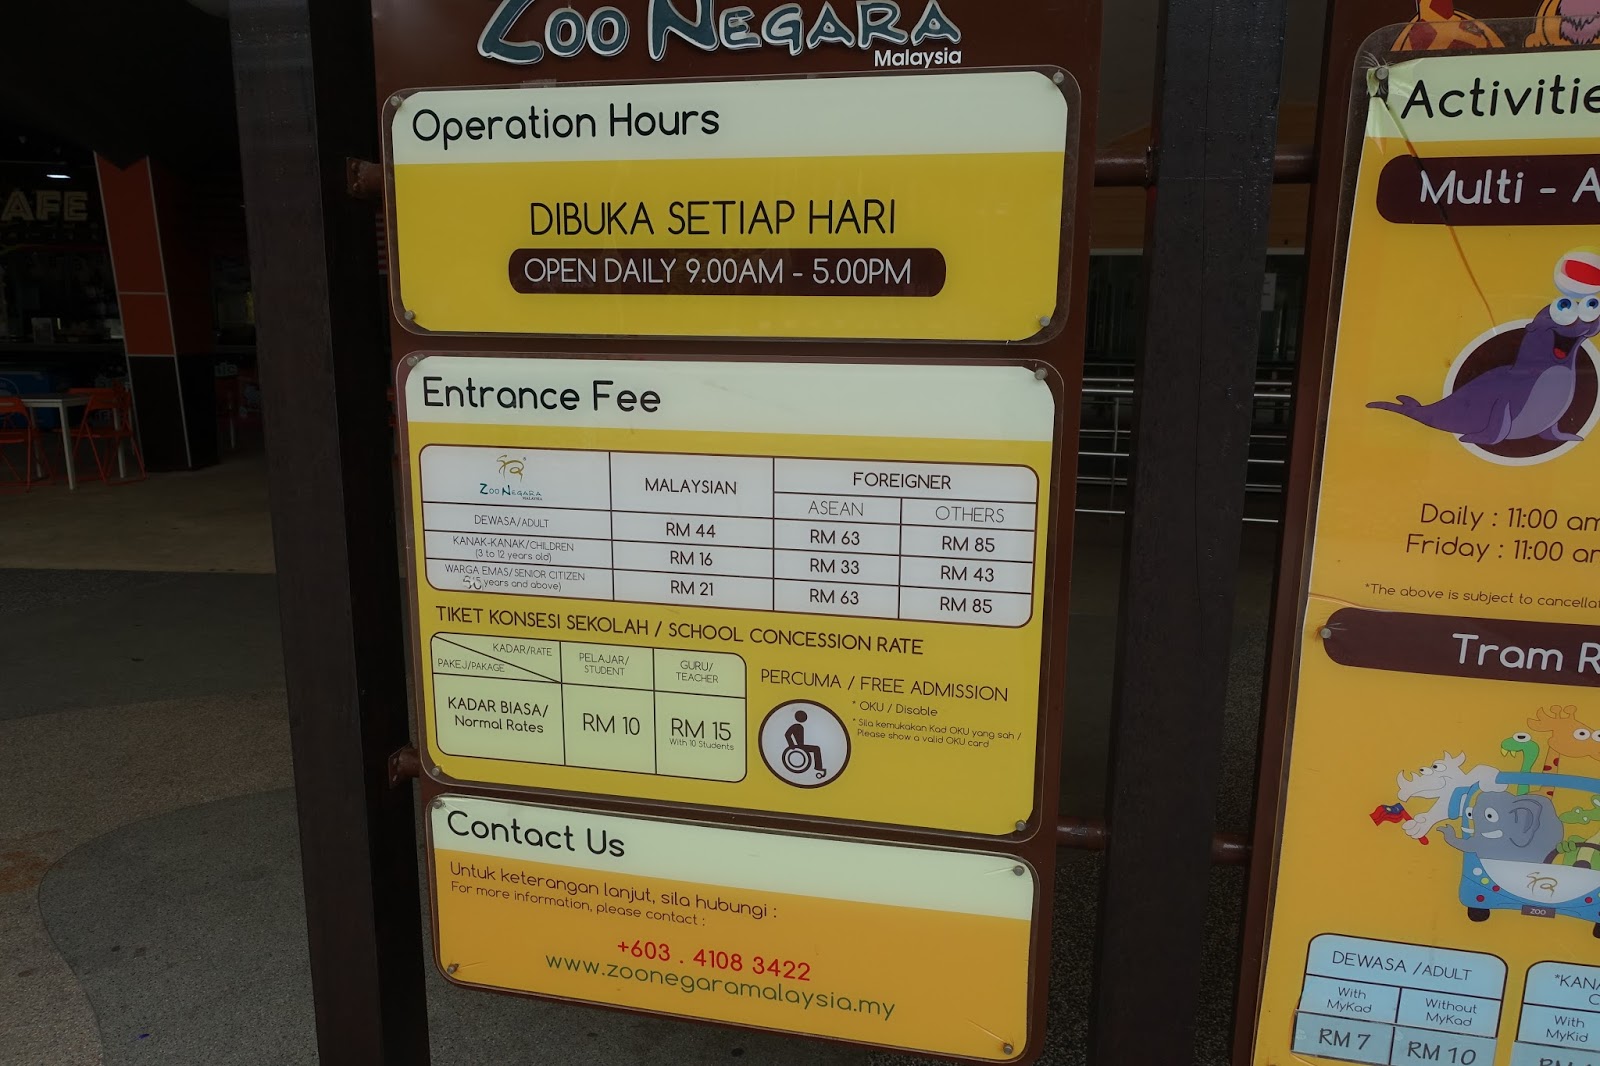 ZOO NEGARA
Malaysia
Operation Hours
DIBUKA SETIAP HARI
OPEN DAILY 9.00AM - 5.00PM
Entrance Fee
ZOO NEGARA
MALAYSIA
MALAYSIAN
FOREIGNER
ASEAN
OTHERS
DEWASA/ADULT
RM 44
RM 63
RM 85
KANAK-KANAK/CHILDREN
(3 to 12 years old)
RM 16
RM 33
RM 43
WARGA EMAS/SENIOR CITIZEN
years and above)
RM 21
RM 63
RM 85
TIKET KONSESI SEKOLAH / SCHOOL CONCESSION RATE
KADAR/RATE
PAKEJ/PAKAGE
PELAJAR/
STUDENT
GURU/
TEACHER
KADAR BIASA/
Normal Rates
RM 10
RM 15
With 10 Students
PERCUMA / FREE ADMISSION
* OKU / Disable
* Sila kemukakan Kad OKU yang sah /
Please show a valid OKU card
Contact Us
Untuk keterangan lanjut, sila hubungi :
For more information, please contact :
+603 . 4108 3422
www.zoonegaramalaysia.my
Activitie
Multi - A
Daily : 11:00 am
Friday : 11:00 am
*The above is subject to cancellat
Tram R
ZOO
DEWASA /ADULT
With
MyKad
Without
MyKad
RM 7
RM 10
*KANA
C
With
MyKid
AFE